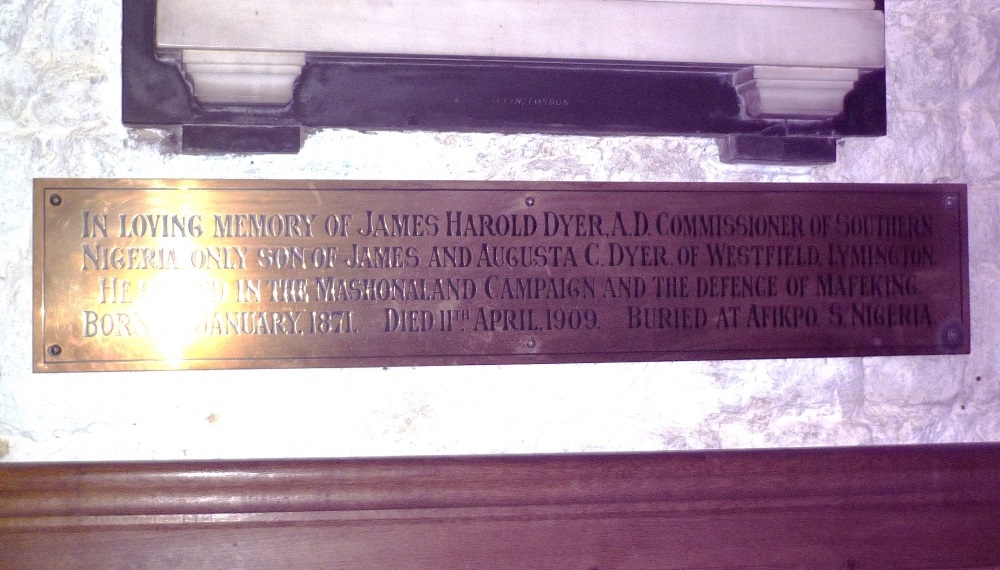 LONDON
IN LOVING MEMORY OF JAMES HAROLD DYER, A.D. COMMISSIONER OF SOUTHERN
NIGERIA ONLY SON OF JAMES AND AUGUSTA C. DYER OF WESTFIELD, LYMINGTON.
HE IN THE MASHONALAND CAMPAIGN AND THE DEFENCE OF MAFEKING.
BORN JANUARY, 1871. DIED 11TH APRIL, 1909. BURIED AT AFIKPO, S. NIGERIA.